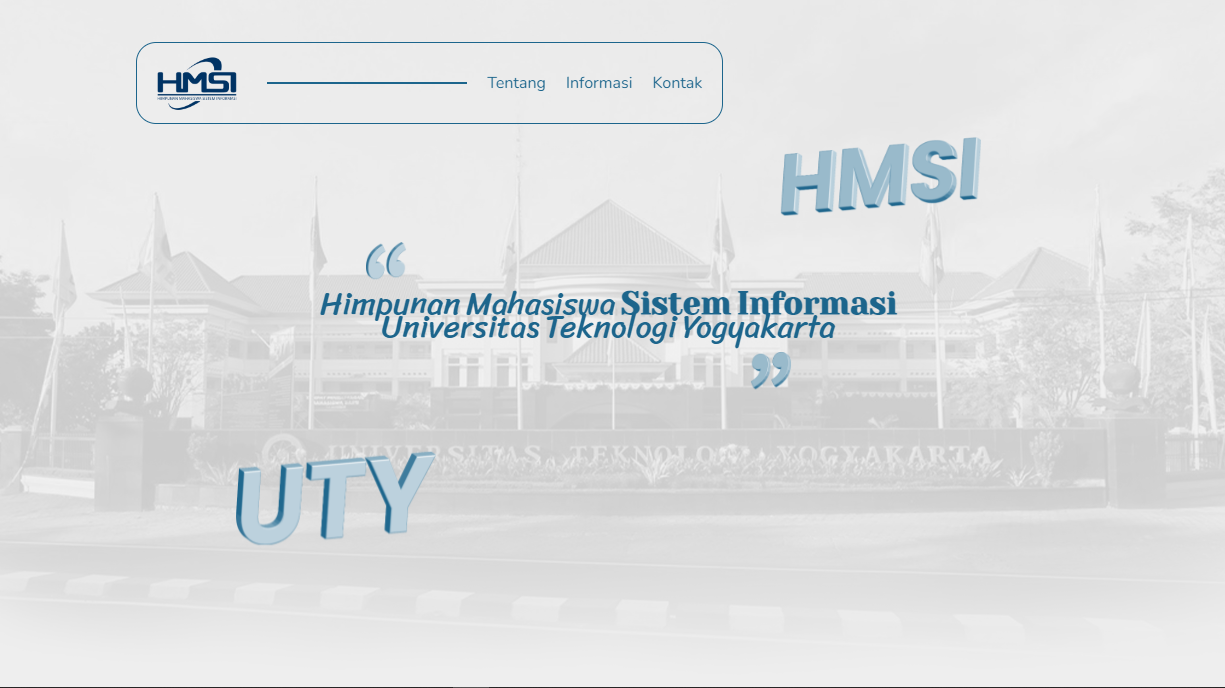 HMSI
HIMPUNAN MAHASISWA SISTEM INFORMASI
Tentang Informasi Kontak
HMSI
“
Himpunan Mahasiswa Sistem Informasi
Universitas Teknologi Yogyakarta
”
UNIVERSITAS TEKNOLOGI YOGYAKARTA
UTY